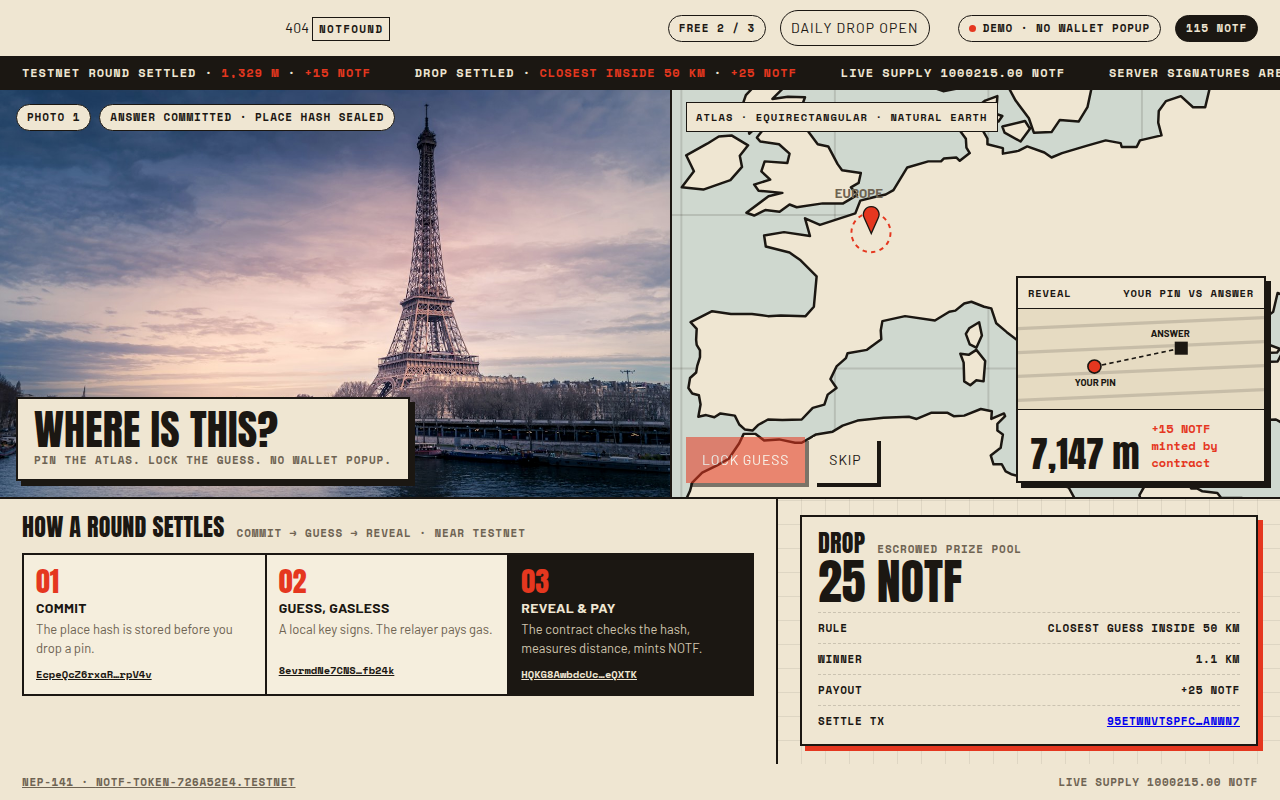 404 NOTFOUND
FREE 2 / 3
DAILY DROP OPEN
DEMO · NO WALLET POPUP
115 NOTF
TESTNET ROUND SETTLED · 1,329 M · +15 NOTF
DROP SETTLED · CLOSEST INSIDE 50 KM · +25 NOTF
LIVE SUPPLY 1000215.00 NOTF
SERVER SIGNATURES ARE
PHOTO 1
ANSWER COMMITTED · PLACE HASH SEALED
WHERE IS THIS?
PIN THE ATLAS. LOCK THE GUESS. NO WALLET POPUP.
ATLAS · EQUIRECTANGULAR · NATURAL EARTH
EUROPE
LOCK GUESS
SKIP
REVEAL
YOUR PIN VS ANSWER
ANSWER
YOUR PIN
7,147 m
+15 NOTF
minted by
contract
HOW A ROUND SETTLES
COMMIT → GUESS → REVEAL · NEAR TESTNET
01
COMMIT
The place hash is stored before you
drop a pin.
EcpeQcZ6rxaR…rpV4v
02
GUESS, GASLESS
A local key signs. The relayer pays gas.
8evrmdNe7CNS…fb24k
03
REVEAL & PAY
The contract checks the hash,
measures distance, mints NOTF.
HQKG8AwbdcUc…eQXTK
DROP
ESCROWED PRIZE POOL
25 NOTF
RULE
CLOSEST GUESS INSIDE 50 KM
WINNER
1.1 KM
PAYOUT
+25 NOTF
SETTLE TX
95ETWNVTSPFC…ANWN7
NEP-141 · NOTF-TOKEN-726A52E4.TESTNET
LIVE SUPPLY 1000215.00 NOTF